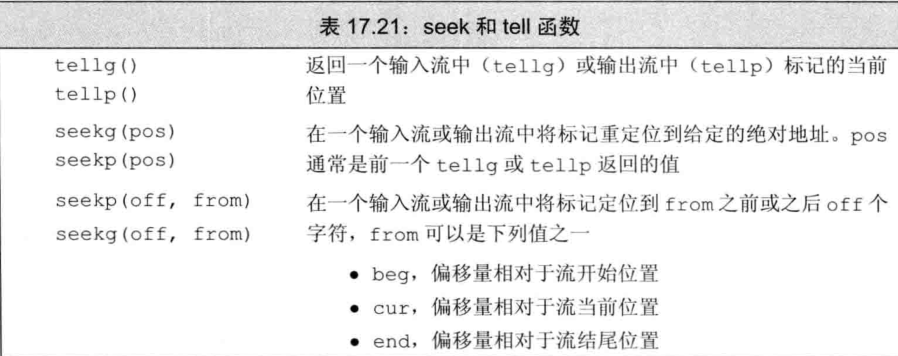 表 17.21：seek 和 tell 函数
tellg() 返回一个输入流中（tellg）或输出流中（tellp）标记的当前
tellp() 位置
seekg(pos) 在一个输入流或输出流中将标记重定位到给定的绝对地址。pos
seekp(pos) 通常是前一个 tellg 或 tellp 返回的值
seekp(off, from) 在一个输入流或输出流中将标记定位到 from 之前或之后 off 个
seekg(off, from) 字符，from 可以是下列值之一
● beg，偏移量相对于流开始位置
● cur，偏移量相对于流当前位置
● end，偏移量相对于流结尾位置